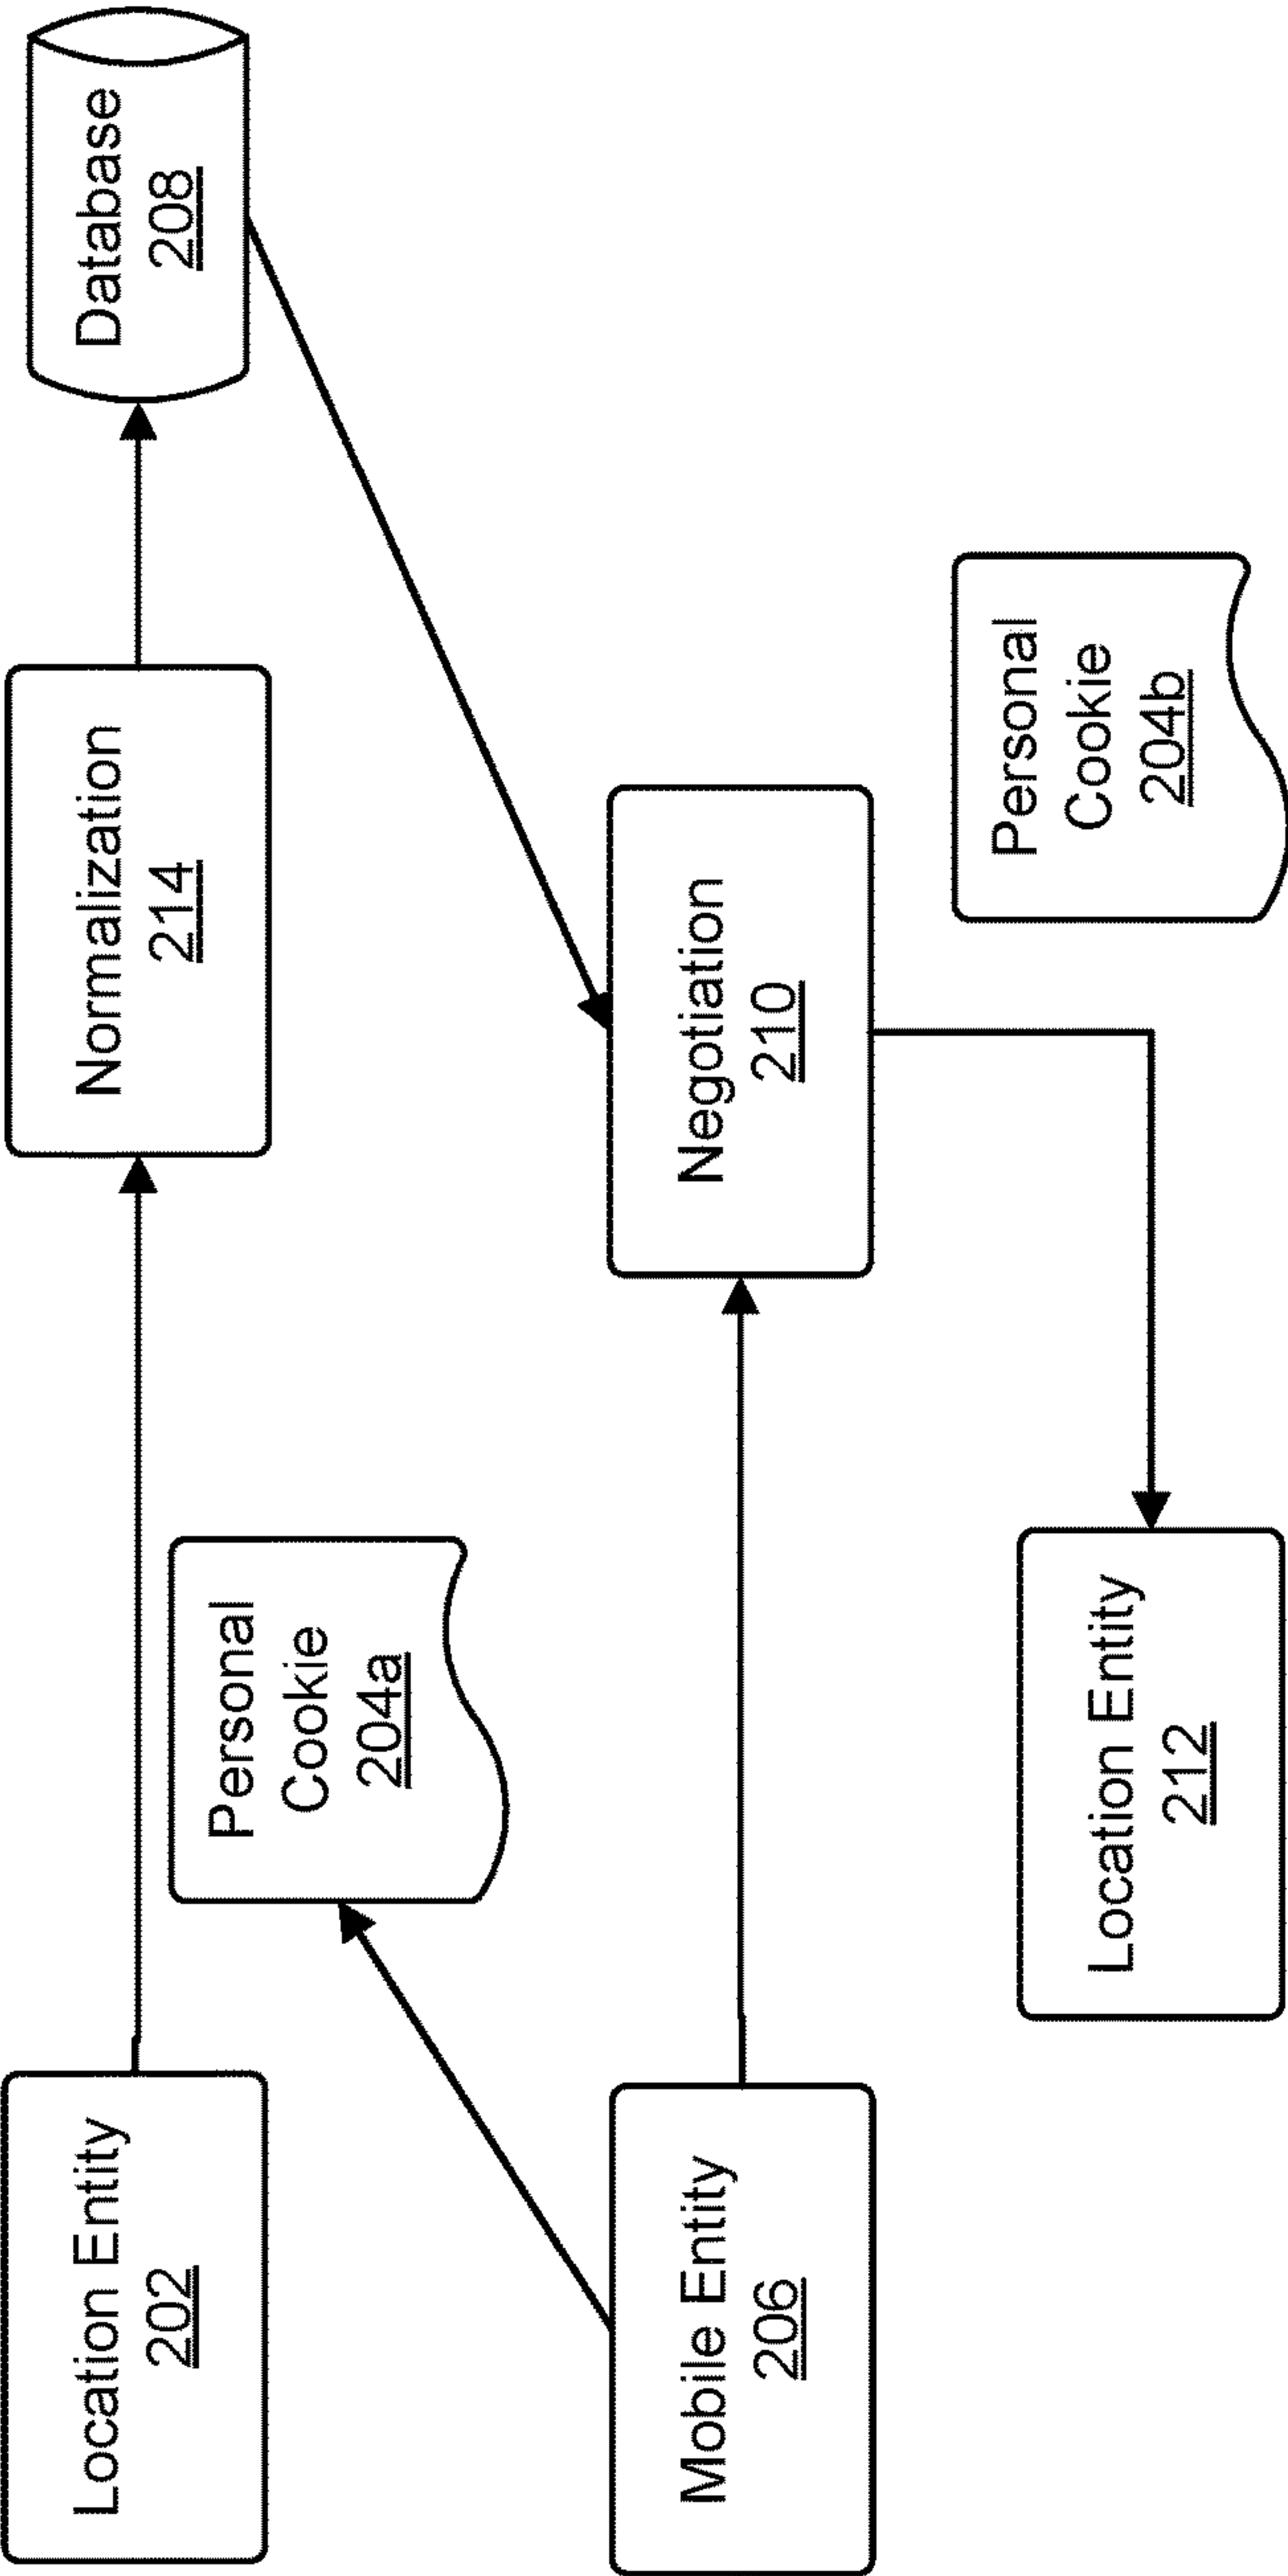 Location Entity
202
Normalization
214
Database
208
Personal
Cookie
204a
Mobile Entity
206
Negotiation
210
Location Entity
212
Personal
Cookie
204b